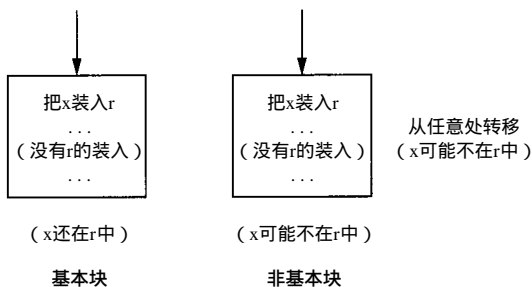 把x装入r
...
（没有r的装入）
...
（x还在r中）
基本块
把x装入r
...
（没有r的装入）
...
（x可能不在r中）
非基本块
从任意处转移
（x可能不在r中）